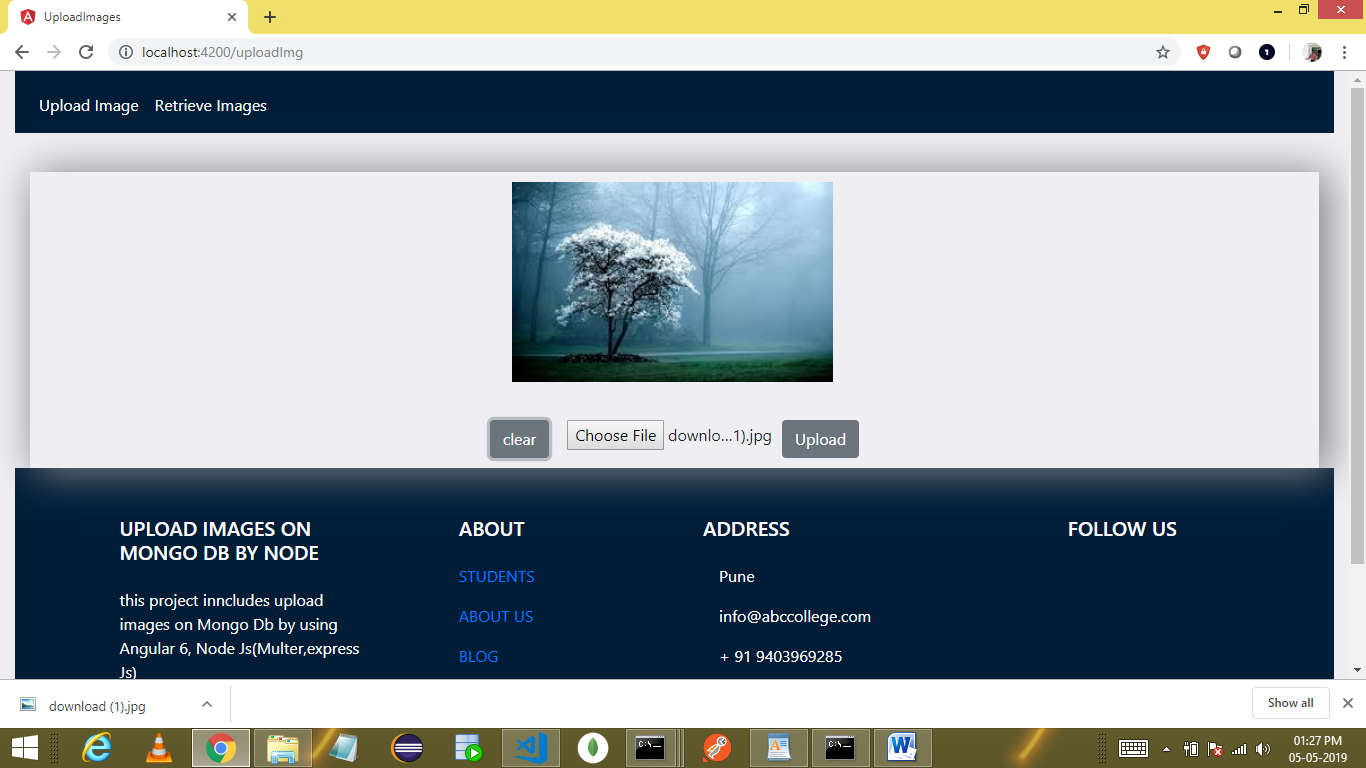 UploadImages
localhost:4200/uploadImg
Upload Image Retrieve Images
clear Choose File downlo...1).jpg Upload
UPLOAD IMAGES ON
MONGO DB BY NODE
this project inncludes upload
images on Mongo Db by using
Angular 6, Node Js(Multer,express
Js)
ABOUT
STUDENTS
ABOUT US
BLOG
ADDRESS
Pune
info@abccollege.com
+ 91 9403969285
FOLLOW US
download (1).jpg
Show all
C:\.
C:\.
01:27 PM
05-05-2019